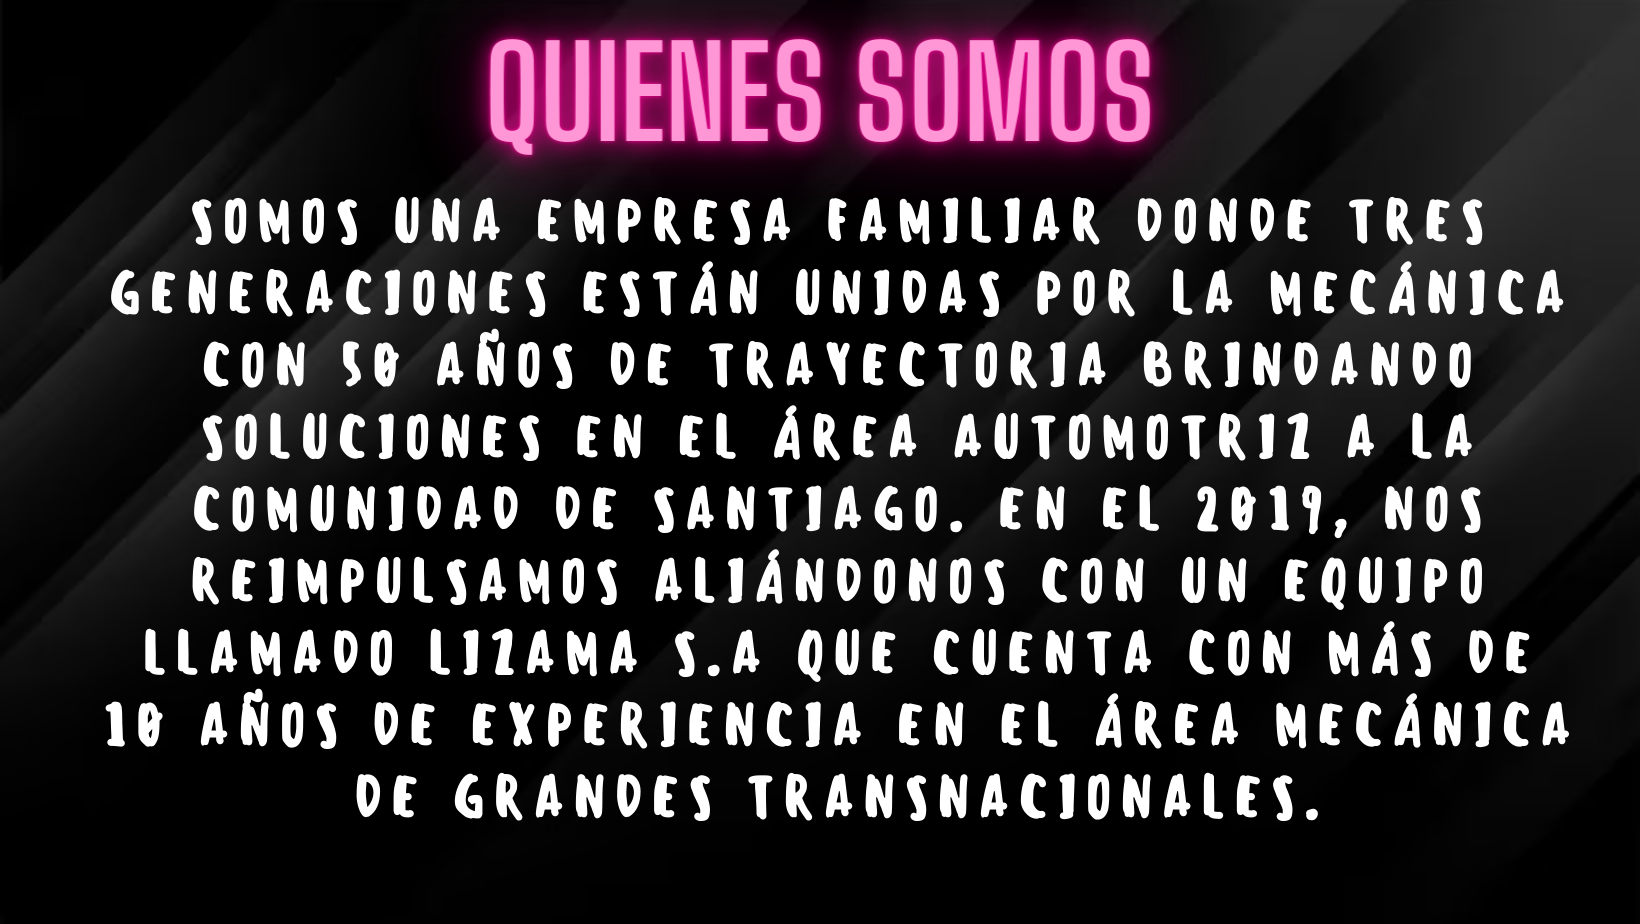 QUIENES SOMOS
SOMOS UNA EMPRESA FAMILIAR DONDE TRES
GENERACIONES ESTÁN UNIDAS POR LA MECÁNICA
CON 50 AÑOS DE TRAYECTORIA BRINDANDO
SOLUCIONES EN EL ÁREA AUTOMOTRIZ A LA
COMUNIDAD DE SANTIAGO. EN EL 2019, NOS
REIMPULSAMOS ALIÁNDONOS CON UN EQUIPO
LLAMADO LIZAMA S.A QUE CUENTA CON MÁS DE
10 AÑOS DE EXPERIENCIA EN EL ÁREA MECÁNICA
DE GRANDES TRANSNACIONALES.